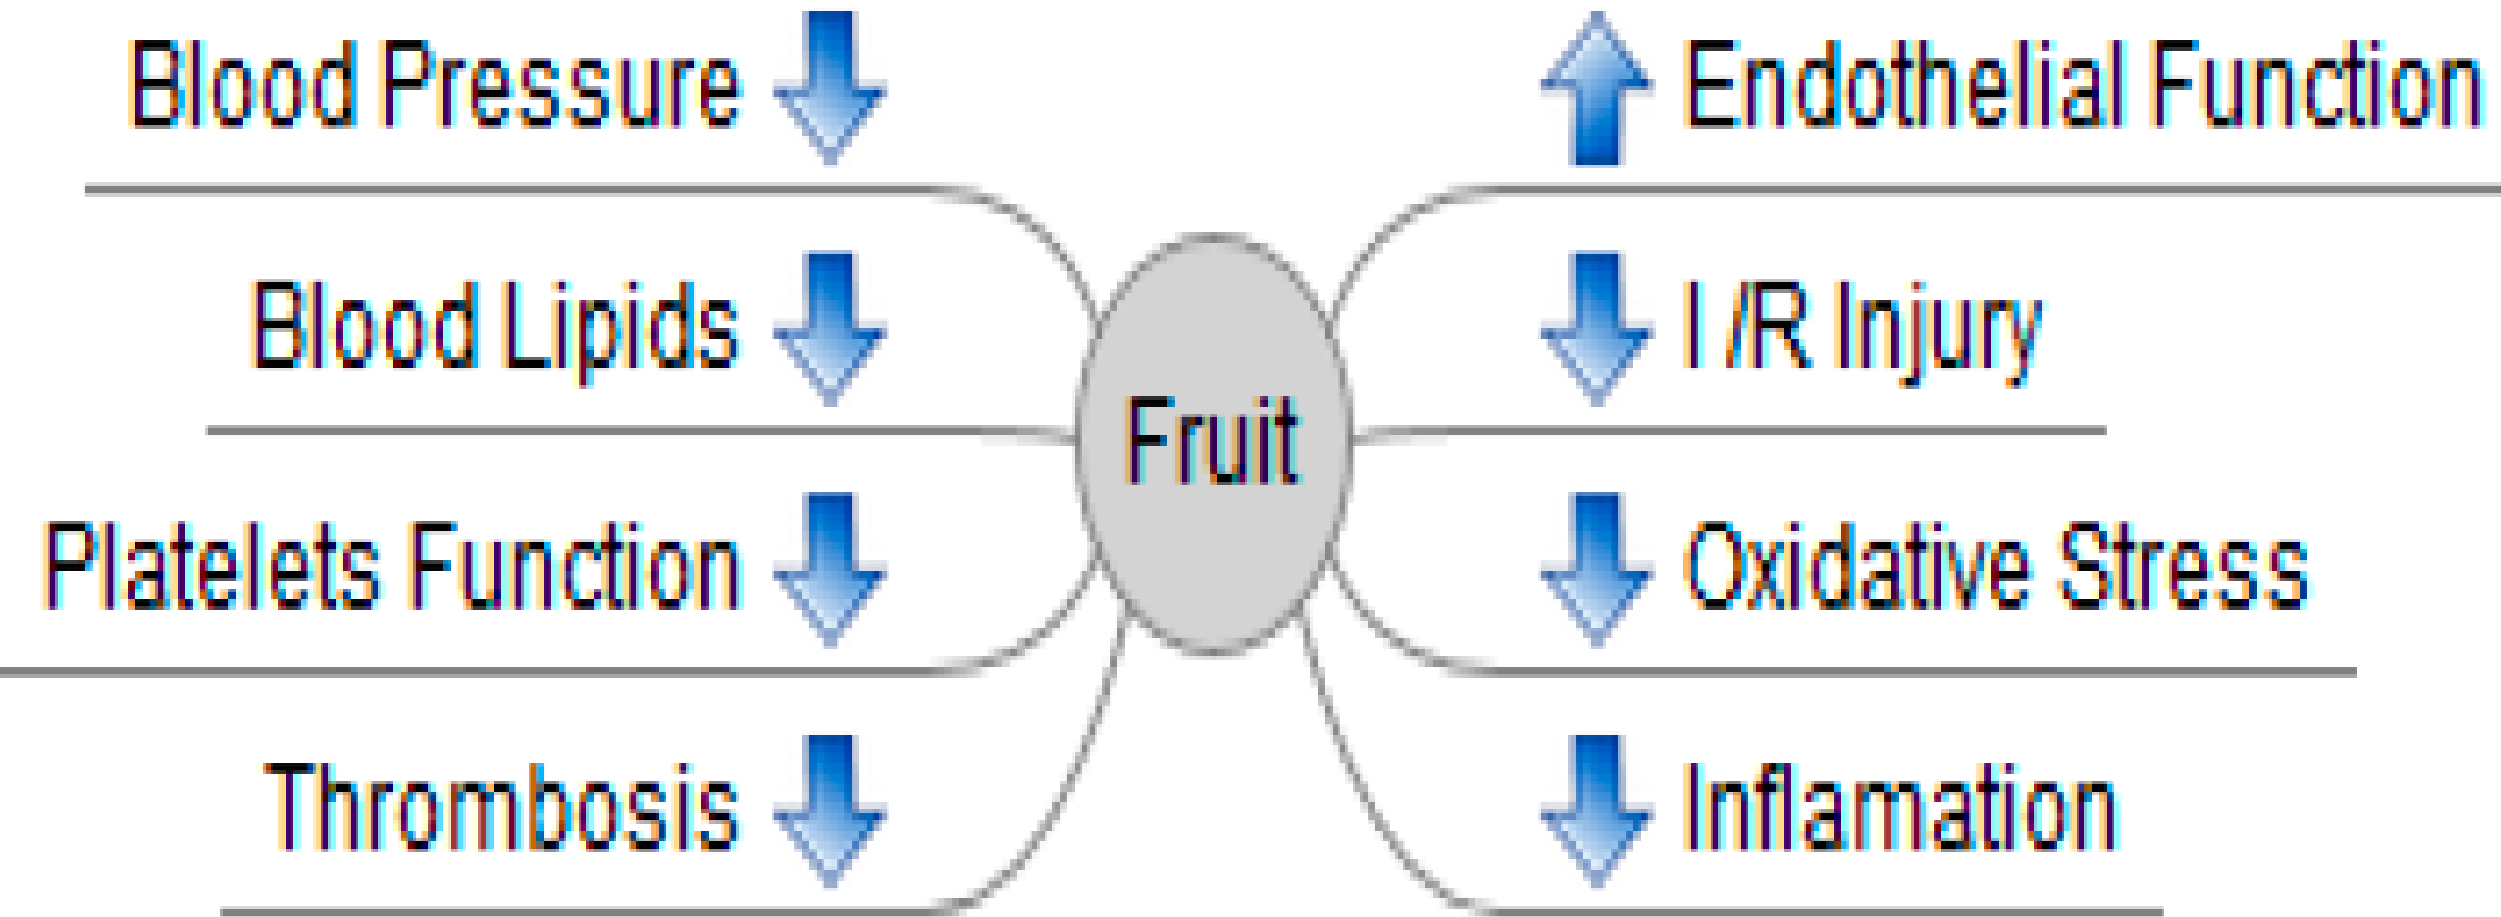 Blood Pressure
Blood Lipids
Platelets Function
Thrombosis
Fruit
Endothelial Function
I /R Injury
Oxidative Stress
Inflamation